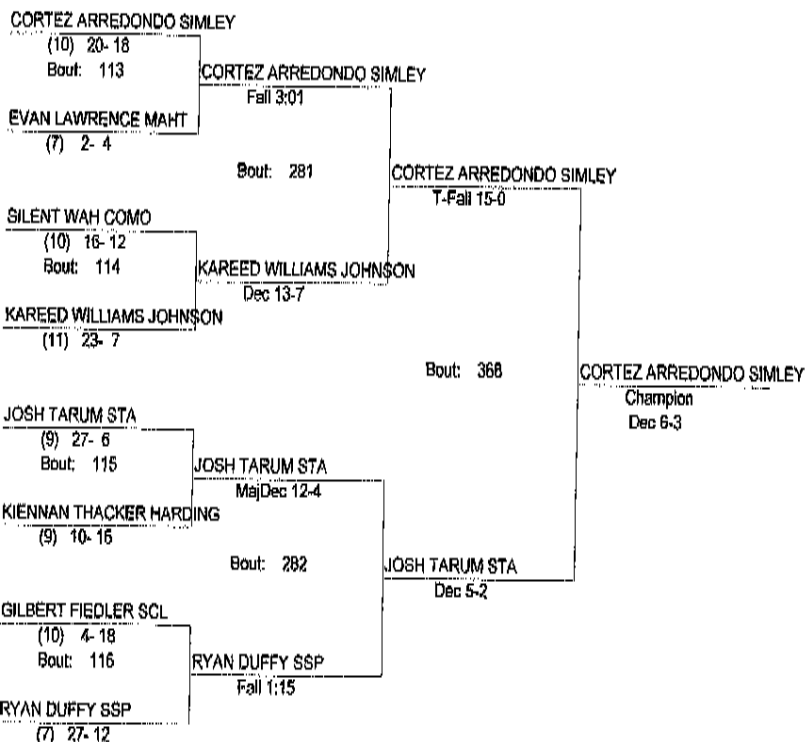 CORTEZ ARREDONDO SIMLEY
(10) 20- 18
Bout: 113
CORTEZ ARREDONDO SIMLEY
Fall 3:01
EVAN LAWRENCE MAHT
(7) 2- 4
Bout: 281
CORTEZ ARREDONDO SIMLEY
T-Fall 15-0
SILENT WAH COMO
(10) 16- 12
Bout: 114
KAREED WILLIAMS JOHNSON
Dec 13-7
KAREED WILLIAMS JOHNSON
(11) 23- 7
Bout: 368
CORTEZ ARREDONDO SIMLEY
Champion
Dec 6-3
JOSH TARUM STA
(9) 27- 6
Bout: 115
JOSH TARUM STA
MajDec 12-4
KIENNAN THACKER HARDING
(9) 10- 15
Bout: 282
JOSH TARUM STA
Dec 5-2
GILBERT FIEDLER SCL
(10) 4- 18
Bout: 116
RYAN DUFFY SSP
Fall 1:15
RYAN DUFFY SSP
(7) 27- 12